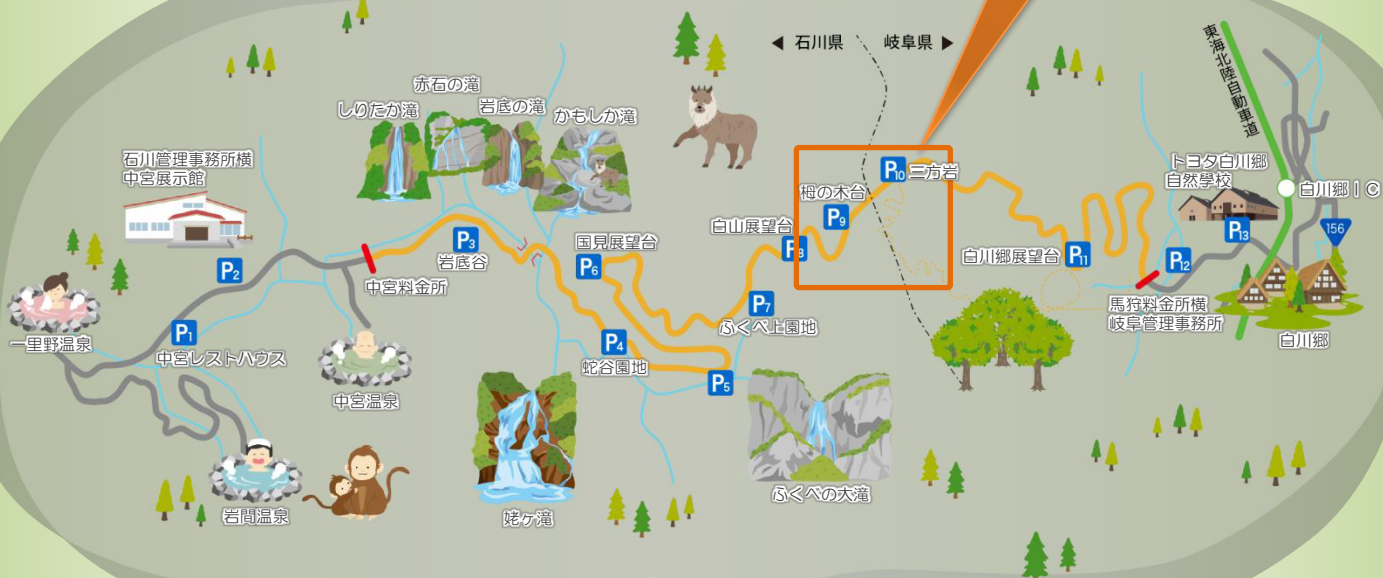 ◀ 石川県
岐阜県 ▶
東海北陸自動車道
赤石の滝
しりたか滝
岩底の滝
かもしか滝
石川管理事務所横
中宮展示館
トヨタ白川郷
自然學校
白川郷IC
156
P10 三方岩
栂の木台
P9
白山展望台
P8
国見展望台
P6
P3
岩底谷
中宮料金所
P2
白川郷展望台
P11
P12
P13
馬狩料金所横
岐阜管理事務所
白川郷
P7
ふくべ上園地
P1
中宮レストハウス
一里野温泉
P4
蛇谷園地
P5
中宮温泉
ふくべの大滝
姥ヶ滝
岩間温泉